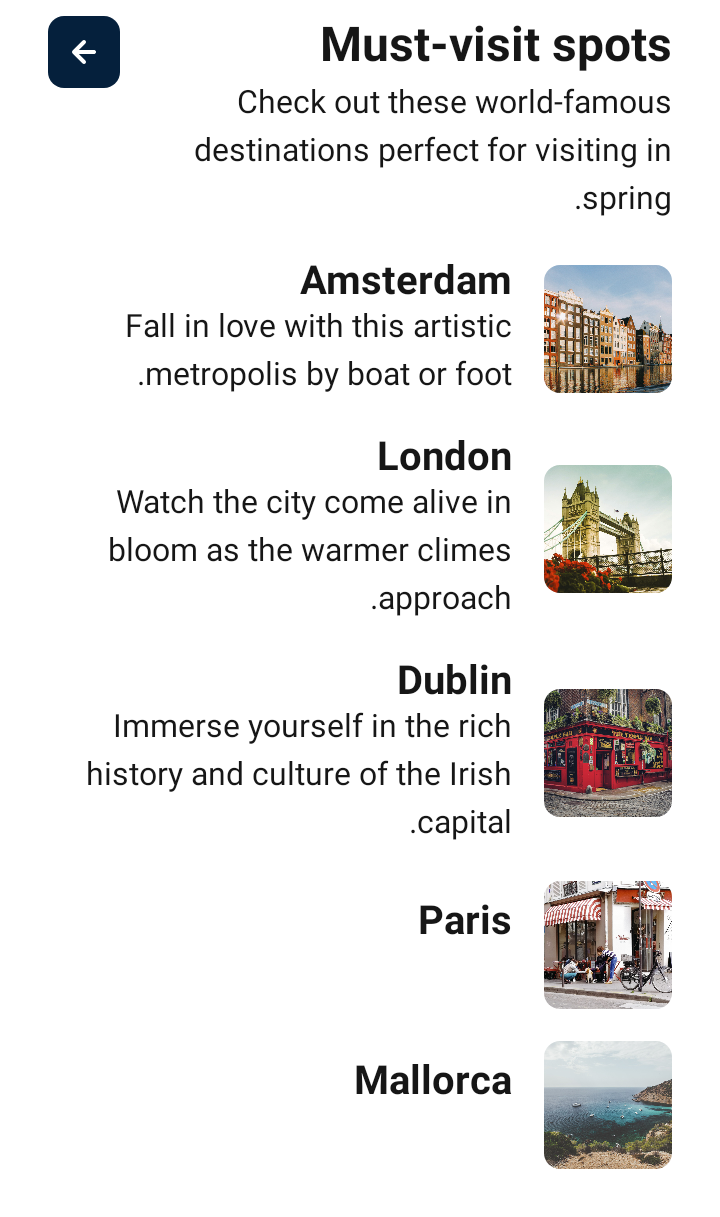 Must-visit spots
Check out these world-famous
destinations perfect for visiting in
.spring
Amsterdam
Fall in love with this artistic
.metropolis by boat or foot
London
Watch the city come alive in
bloom as the warmer climes
.approach
Dublin
Immerse yourself in the rich
history and culture of the Irish
.capital
Paris
Mallorca